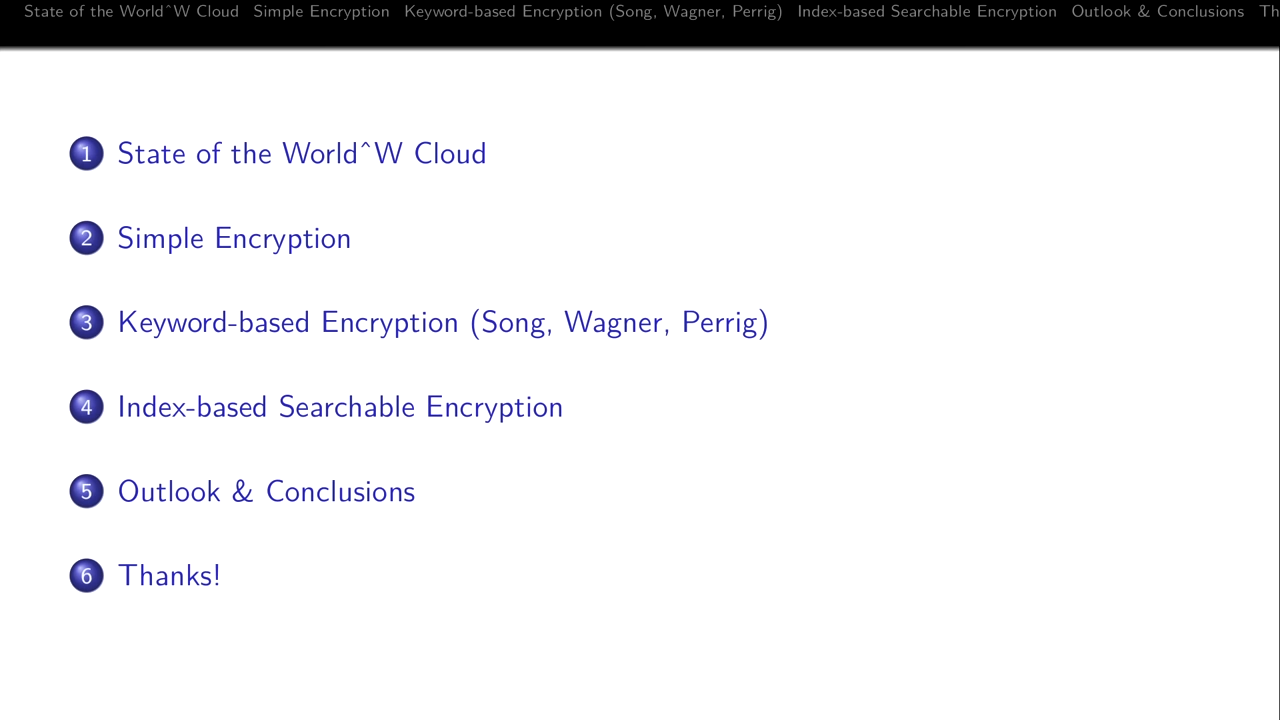 State of the World^W Cloud Simple Encryption Keyword-based Encryption (Song, Wagner, Perrig) Index-based Searchable Encryption Outlook & Conclusions Th
1 State of the World^W Cloud
2 Simple Encryption
3 Keyword-based Encryption (Song, Wagner, Perrig)
4 Index-based Searchable Encryption
5 Outlook & Conclusions
6 Thanks!